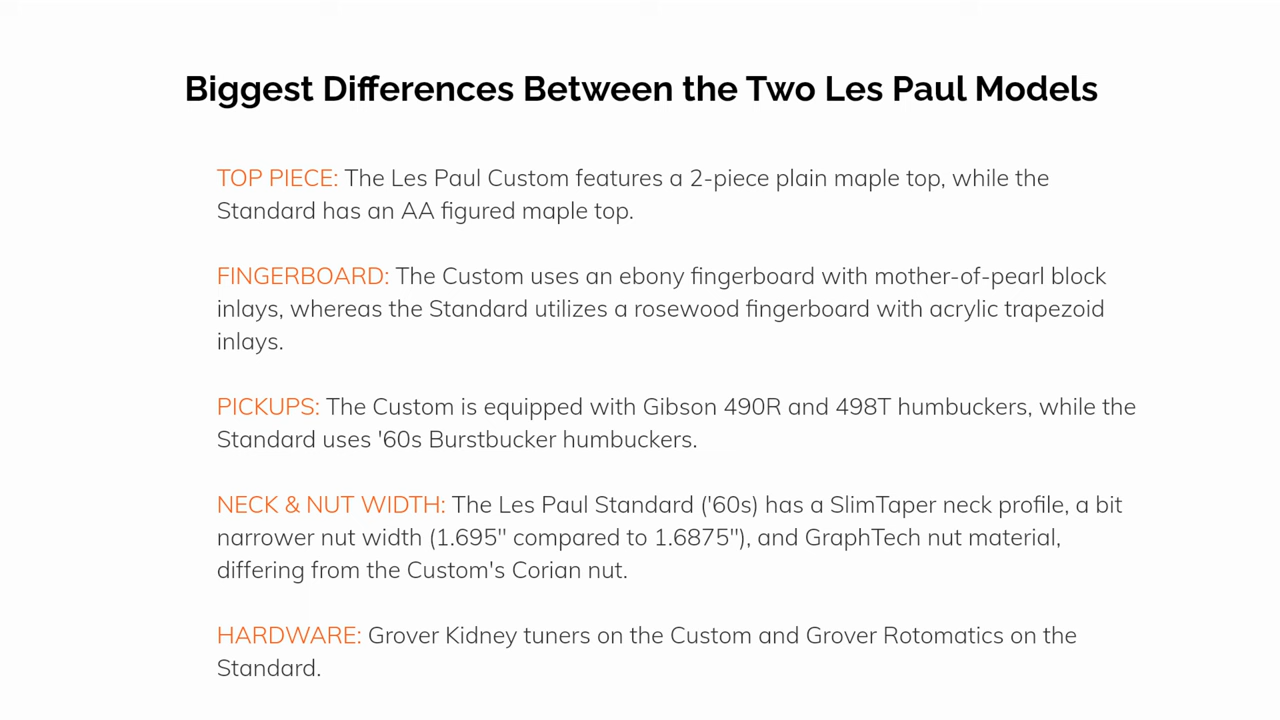 Biggest Differences Between the Two Les Paul Models
TOP PIECE: The Les Paul Custom features a 2-piece plain maple top, while the
Standard has an AA figured maple top.
FINGERBOARD: The Custom uses an ebony fingerboard with mother-of-pearl block
inlays, whereas the Standard utilizes a rosewood fingerboard with acrylic trapezoid
inlays.
PICKUPS: The Custom is equipped with Gibson 490R and 498T humbuckers, while the
Standard uses '60s Burstbucker humbuckers.
NECK & NUT WIDTH: The Les Paul Standard ('60s) has a SlimTaper neck profile, a bit
narrower nut width (1.695" compared to 1.6875"), and GraphTech nut material,
differing from the Custom's Corian nut.
HARDWARE: Grover Kidney tuners on the Custom and Grover Rotomatics on the
Standard.